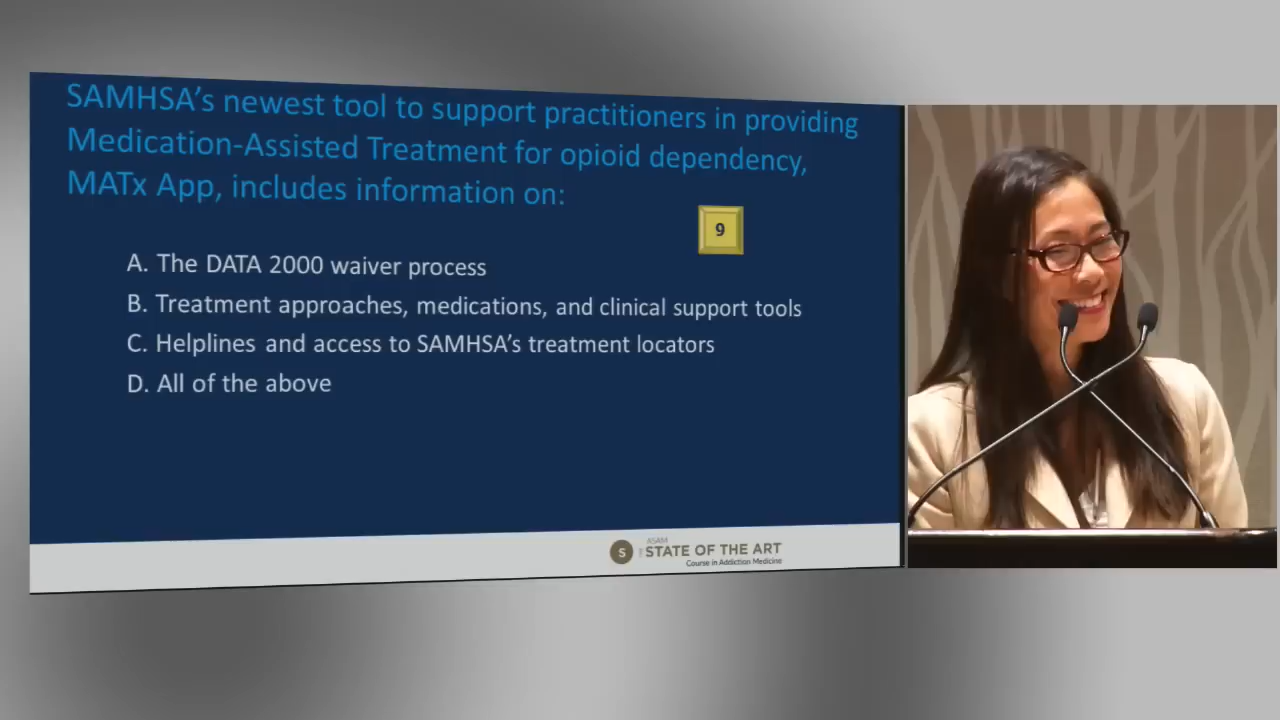 SAMHSA's newest tool to support practitioners in providing
Medication-Assisted Treatment for opioid dependency,
MATx App, includes information on:
9
A. The DATA 2000 waiver process
B. Treatment approaches, medications, and clinical support tools
C. Helplines and access to SAMHSA's treatment locators
D. All of the above
S
ASAM
THE STATE OF THE ART
Course in Addiction Medicine